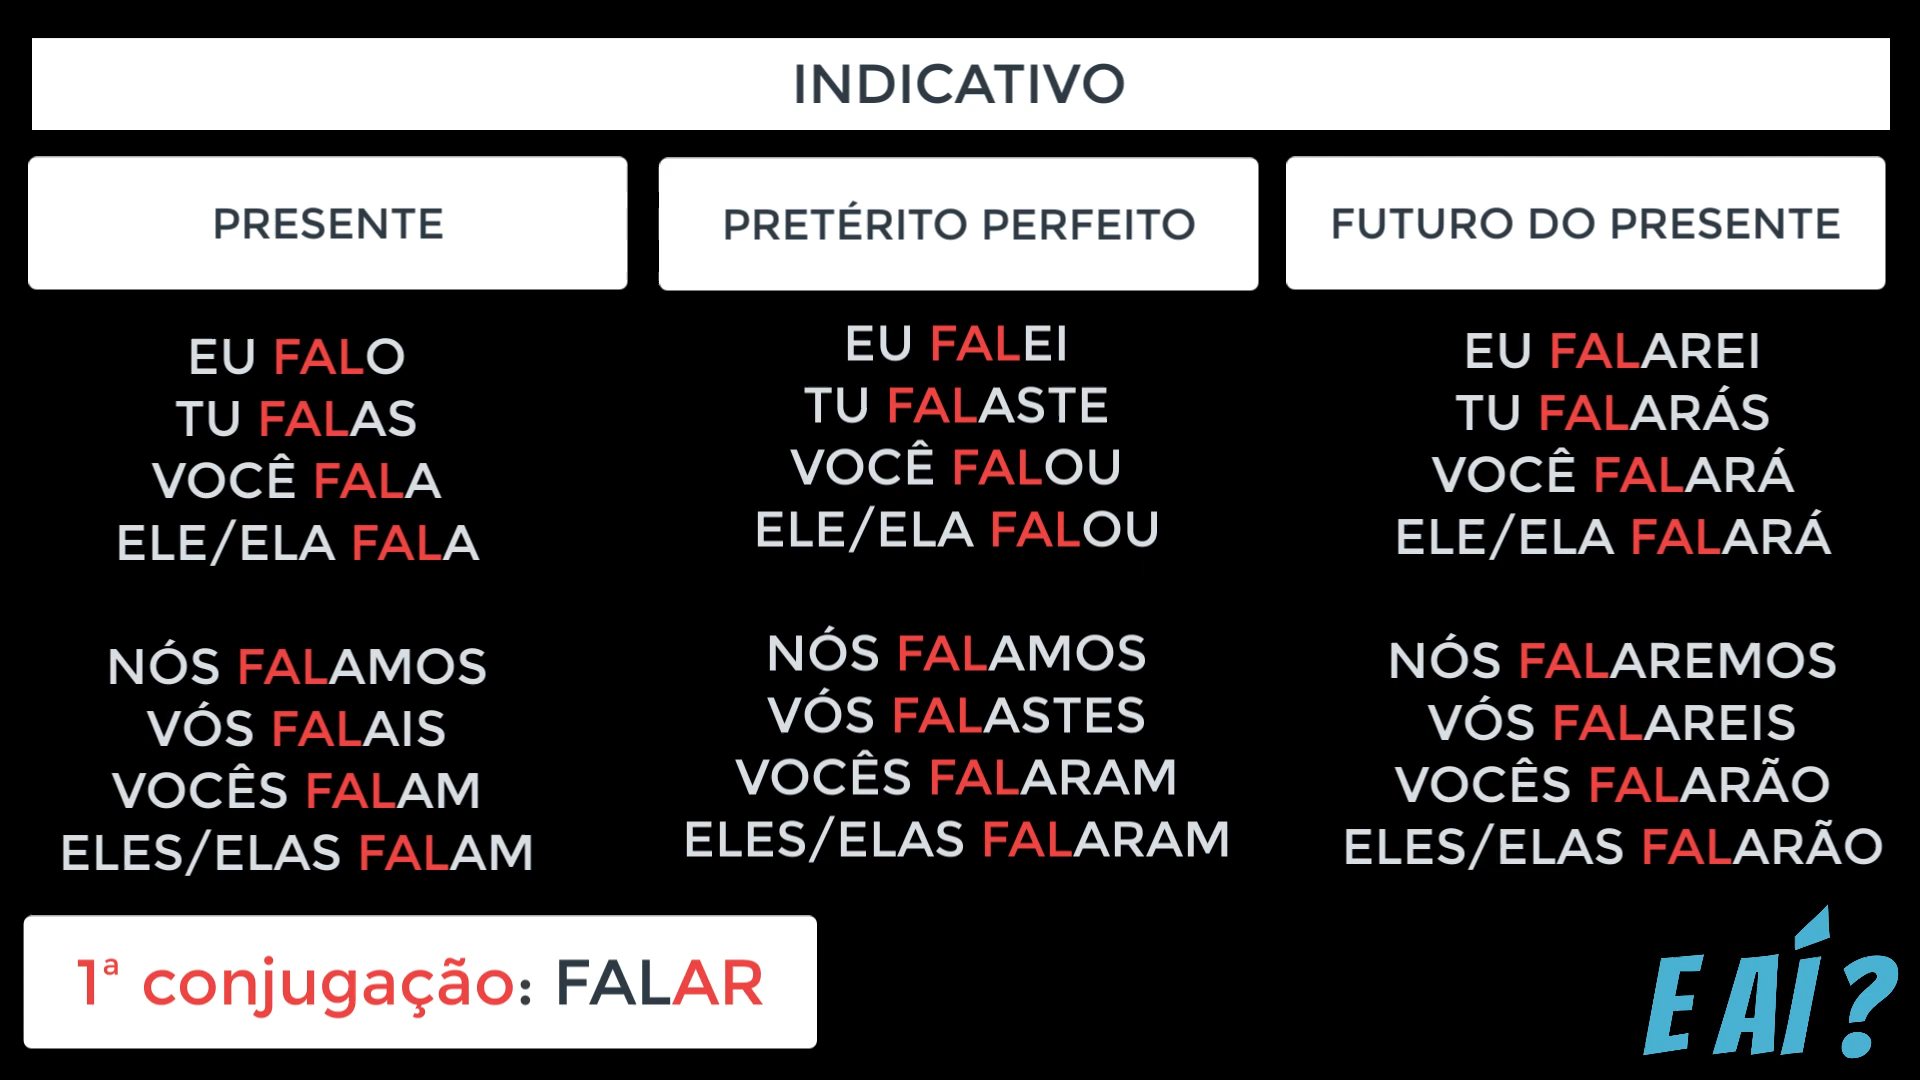 INDICATIVO
PRESENTE
EU FALO
TU FALAS
VOCÊ FALA
ELE/ELA FALA
NÓS FALAMOS
VÓS FALAIS
VOCÊS FALAM
ELES/ELAS FALAM
PRETÉRITO PERFEITO
EU FALEI
TU FALASTE
VOCÊ FALOU
ELE/ELA FALOU
NÓS FALAMOS
VÓS FALASTES
VOCÊS FALARAM
ELES/ELAS FALARAM
FUTURO DO PRESENTE
EU FALAREI
TU FALARÁS
VOCÊ FALARÁ
ELE/ELA FALARÁ
NÓS FALAREMOS
VÓS FALAREIS
VOCÊS FALARÃO
ELES/ELAS FALARÃO
1ª conjugação: FALAR
E AÍ?